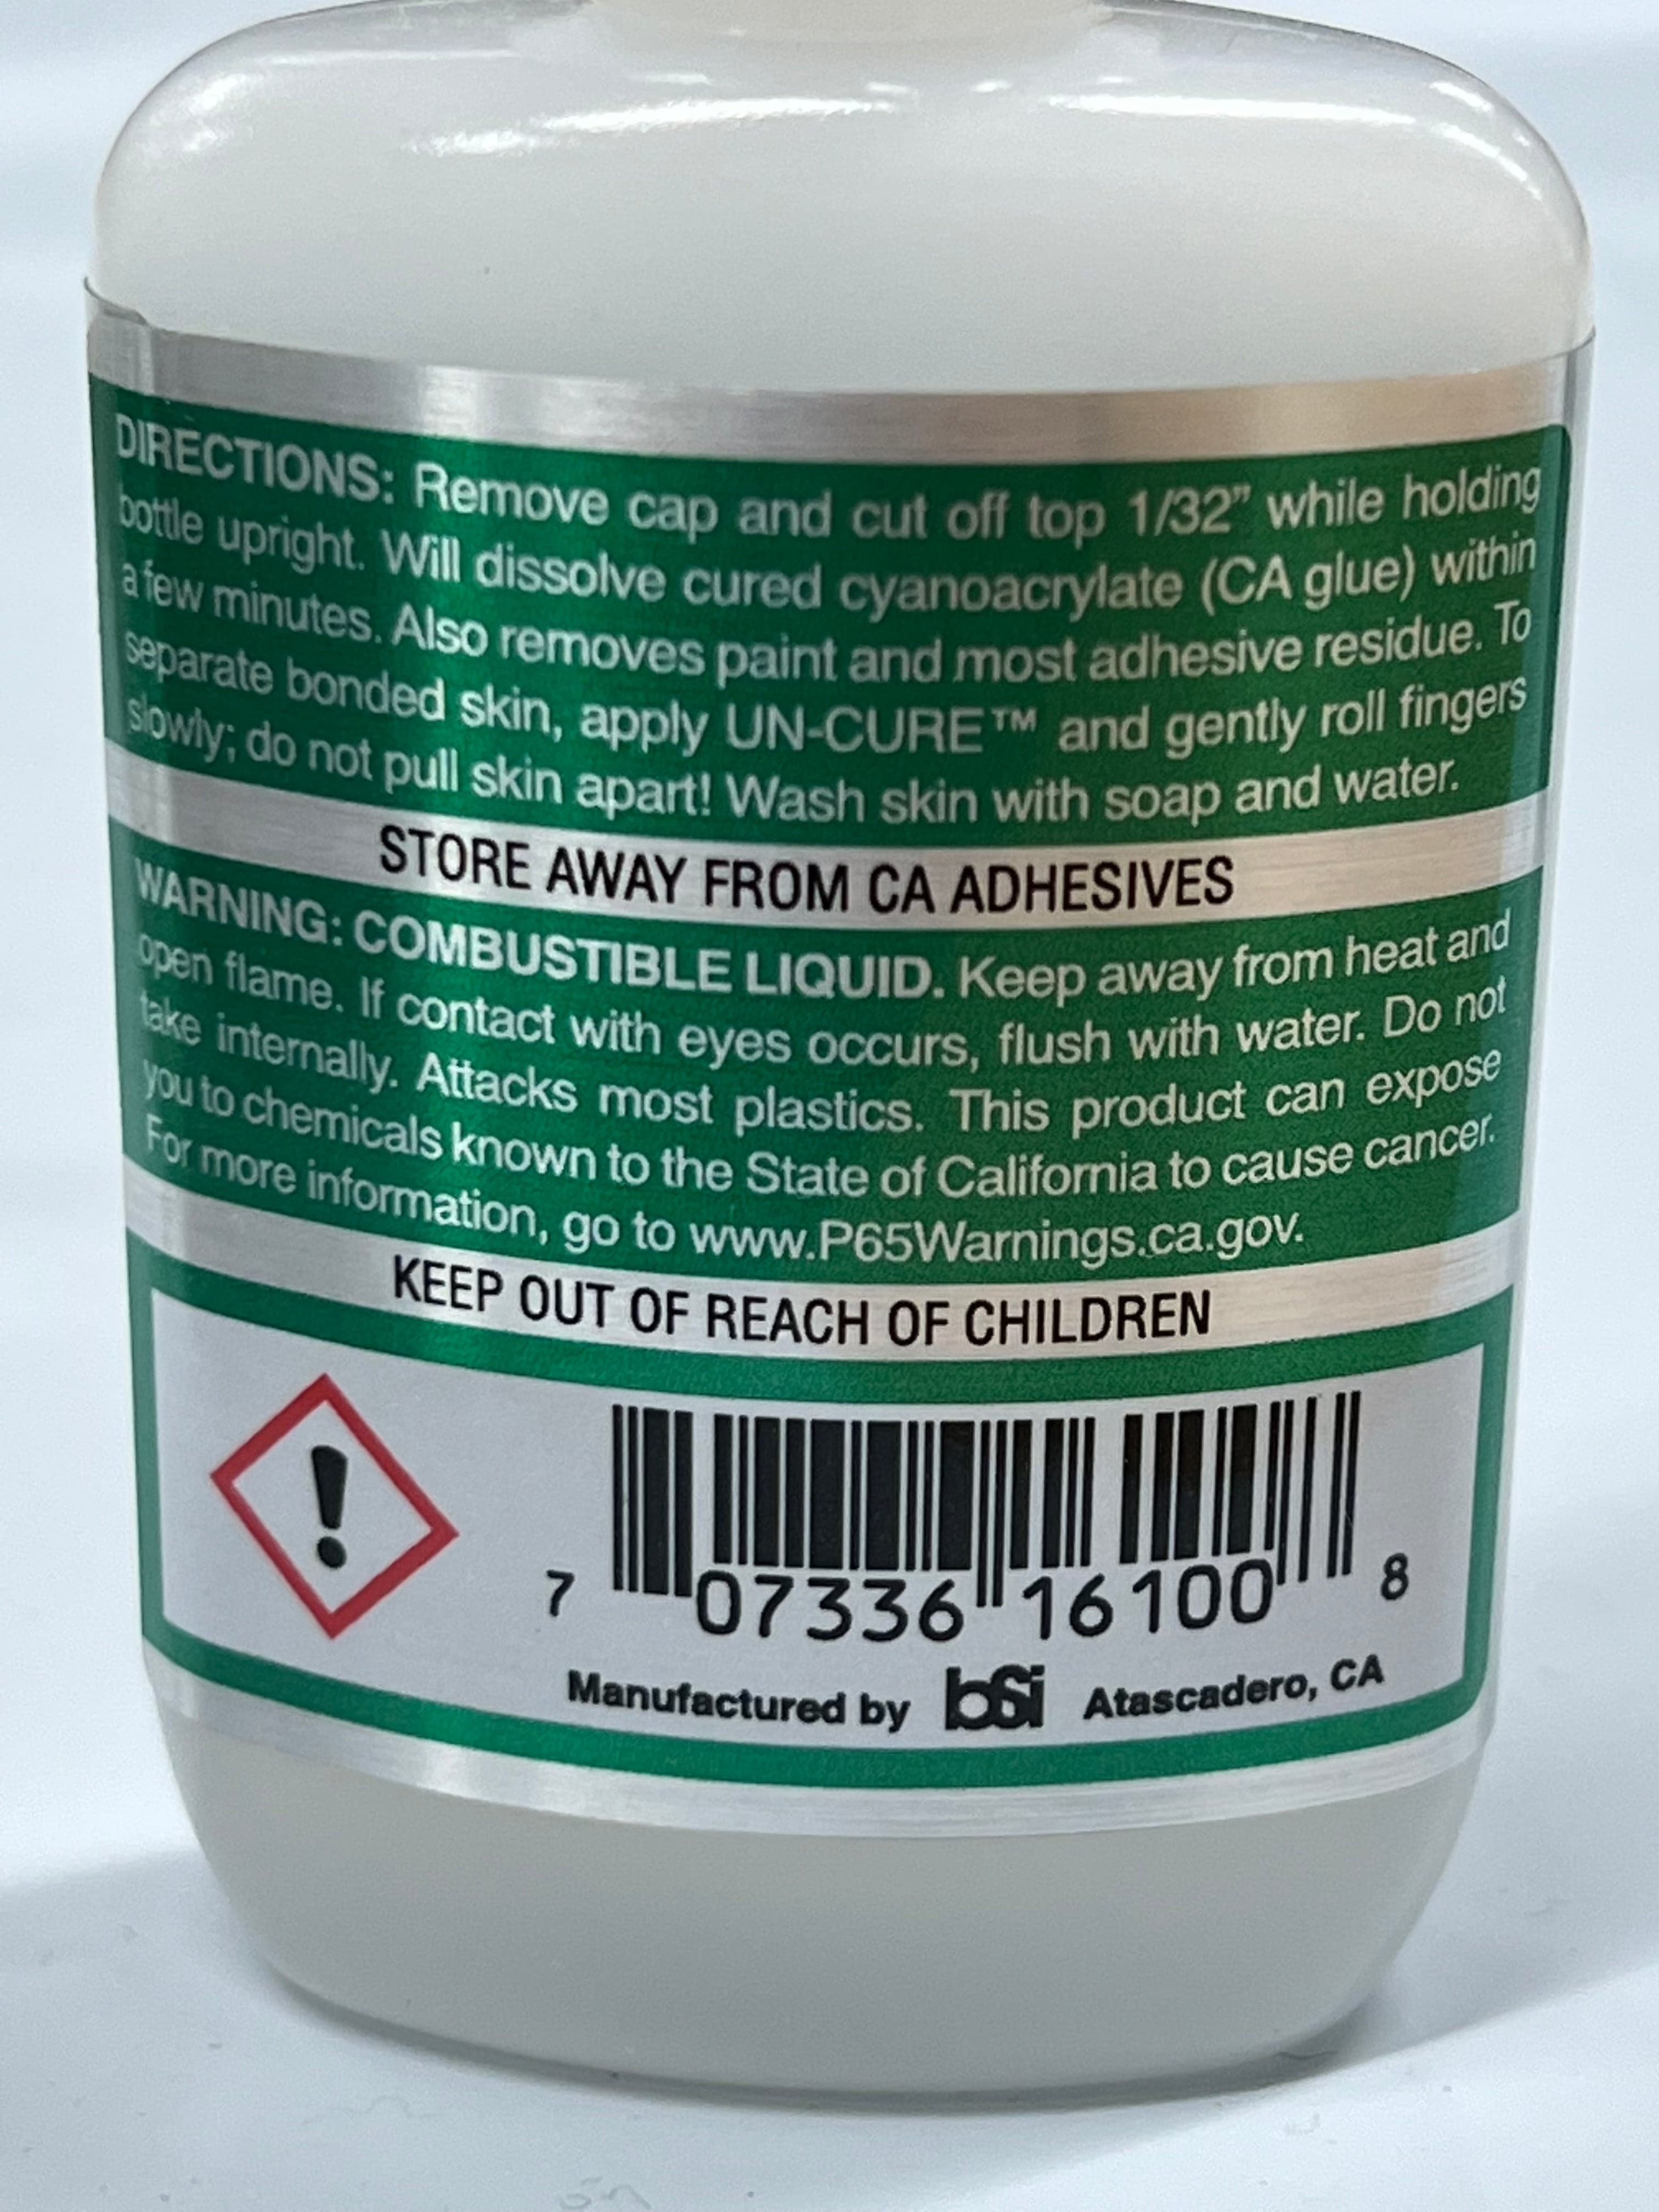 DIRECTIONS: Remove cap and cut off top 1/32” while holding
bottle upright. Will dissolve cured cyanoacrylate (CA glue) within
a few minutes. Also removes paint and most adhesive residue. To
separate bonded skin, apply UN-CURE™ and gently roll fingers
slowly; do not pull skin apart! Wash skin with soap and water.
STORE AWAY FROM CA ADHESIVES
WARNING: COMBUSTIBLE LIQUID. Keep away from heat and
open flame. If contact with eyes occurs, flush with water. Do not
take internally. Attacks most plastics. This product can expose
you to chemicals known to the State of California to cause cancer.
For more information, go to www.P65Warnings.ca.gov.
KEEP OUT OF REACH OF CHILDREN
!
7 07336 16100 8
Manufactured by bSi Atascadero, CA